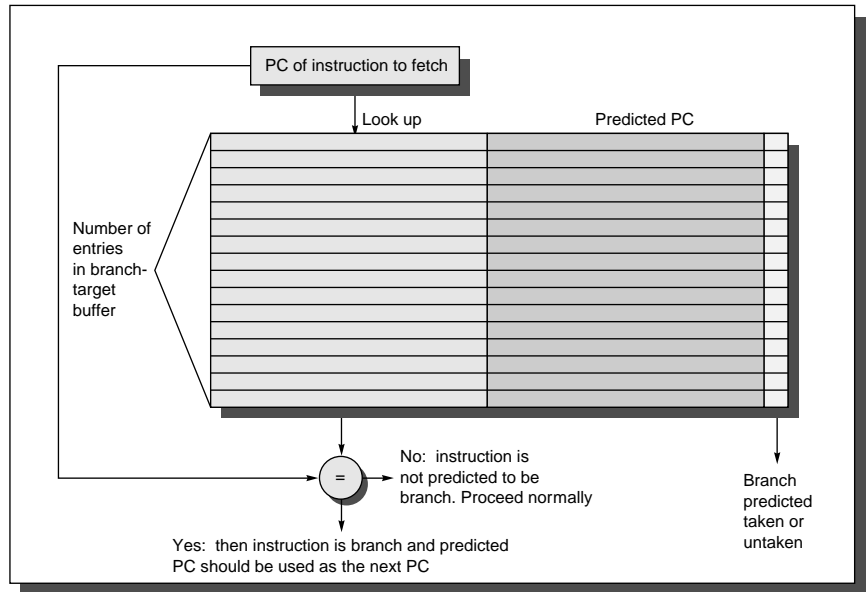 PC of instruction to fetch
Look up
Predicted PC
Number of
entries
in branch-
target
buffer
=
No: instruction is
not predicted to be
branch. Proceed normally
Yes: then instruction is branch and predicted
PC should be used as the next PC
Branch
predicted
taken or
untaken